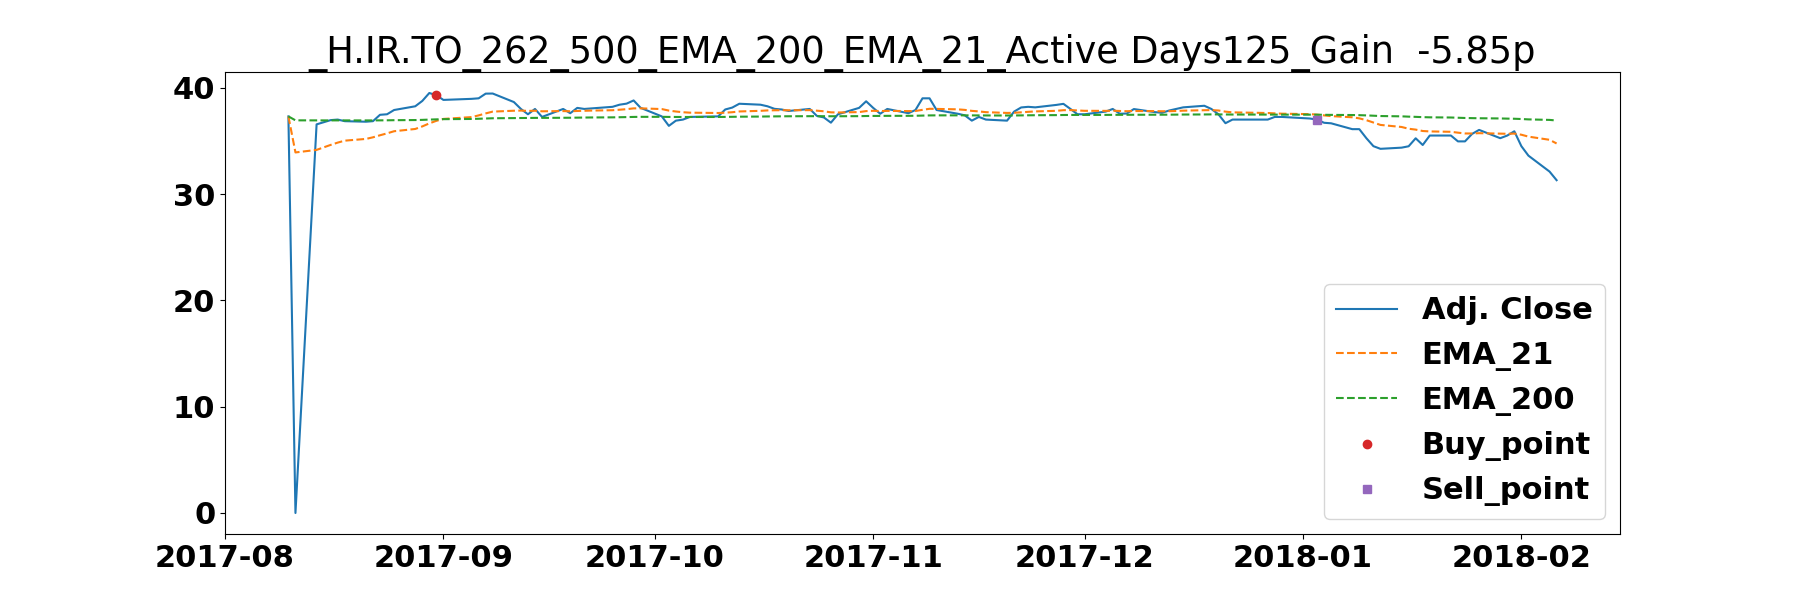 _H.IR.TO_262_500_EMA_200_EMA_21_Active Days125_Gain  -5.85p
40
30
20
10
0
2017-08
2017-09
2017-10
2017-11
2017-12
2018-01
2018-02
Adj. Close
EMA_21
EMA_200
Buy_point
Sell_point